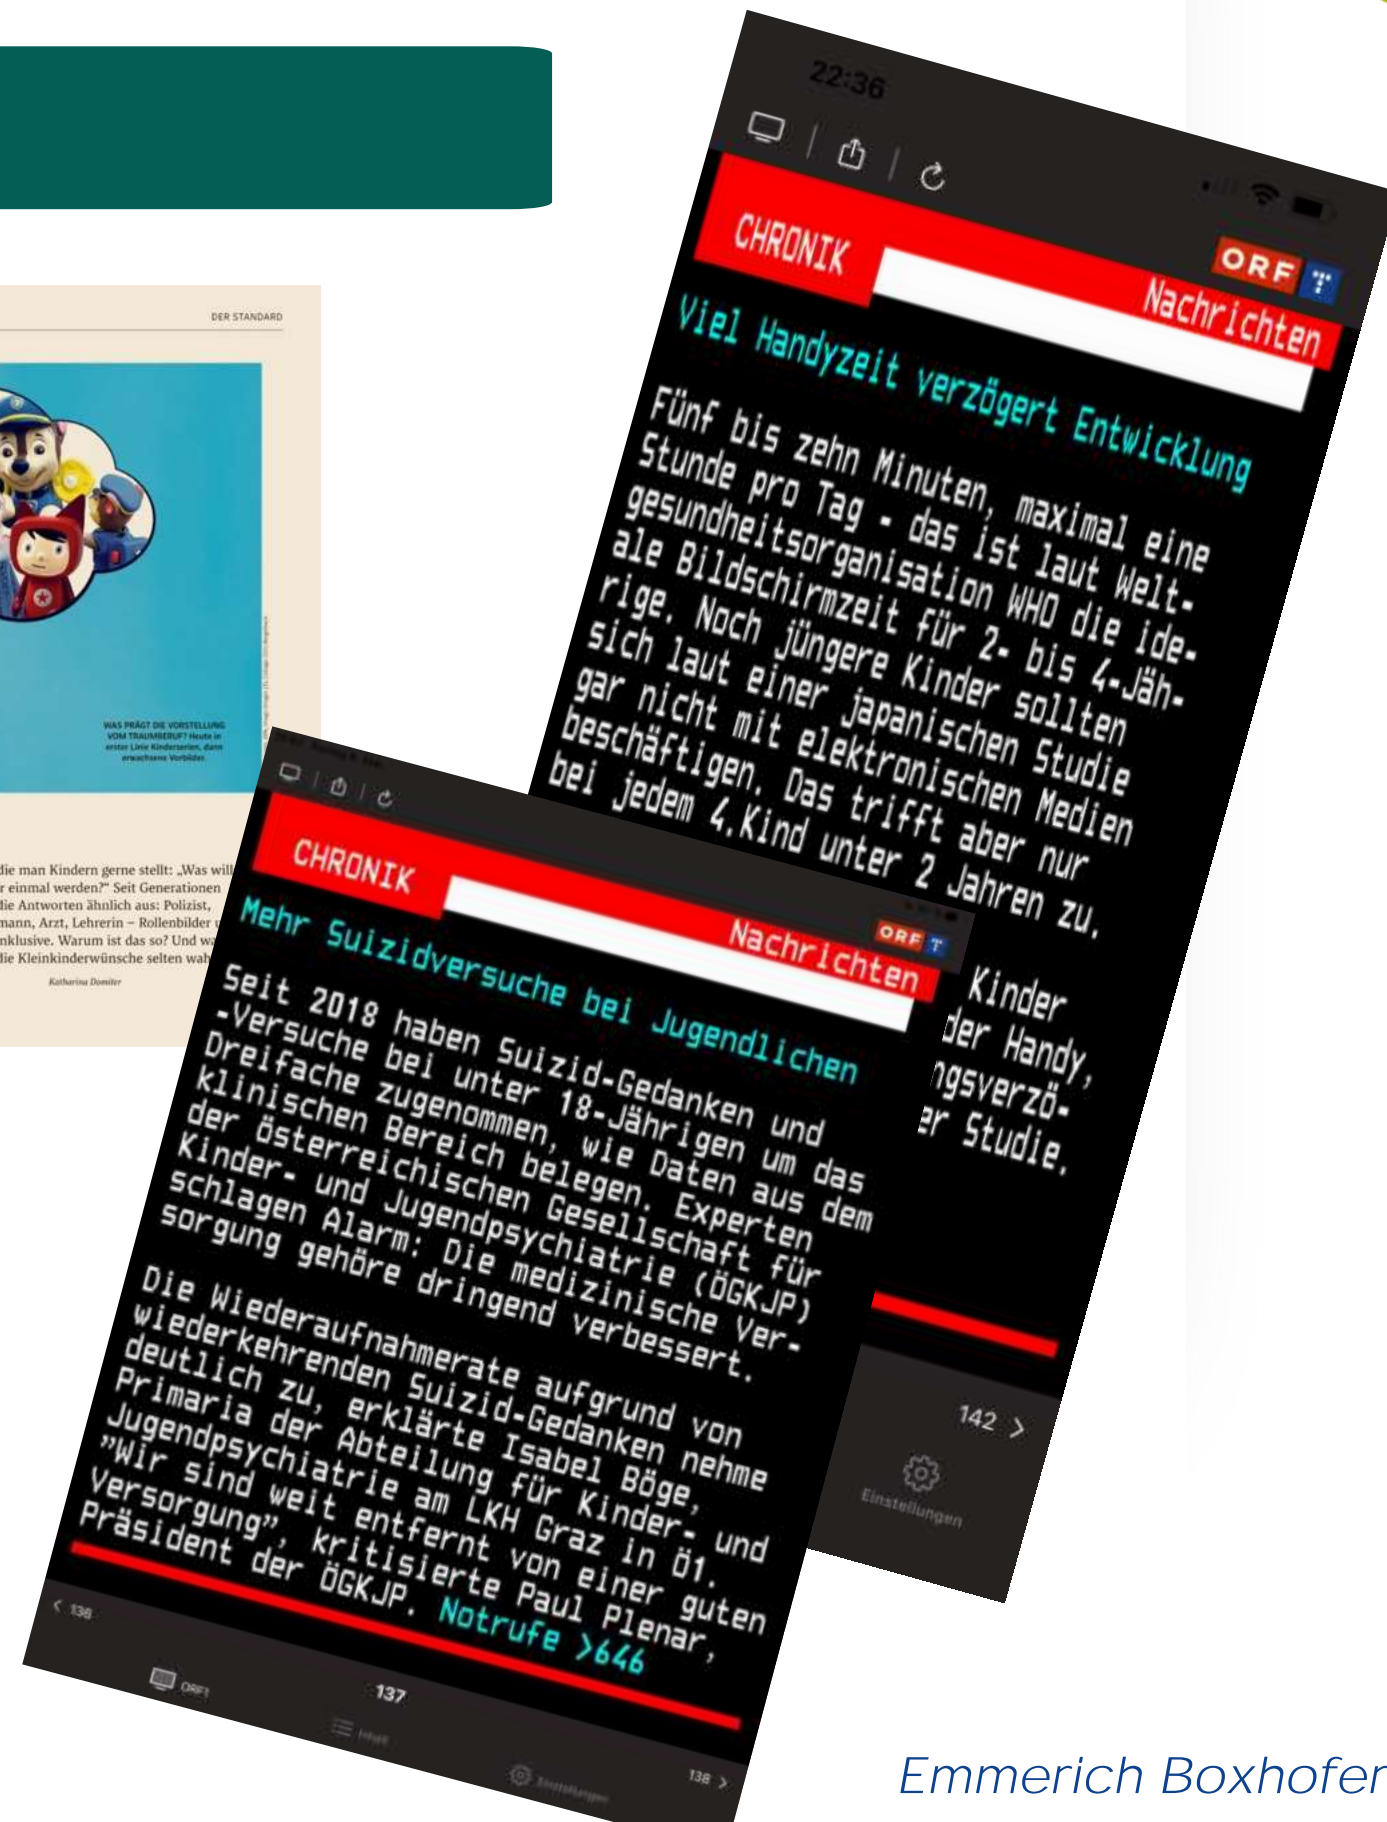 DER STANDARD
WAS PRÄGT DIE VORSTELLUNG
VOM TRAUMBERUF? Heute in
erster Linie Kinderserien, dann
erwachsene Vorbilder.
die man Kindern gerne stellt: „Was will
r einmal werden?“ Seit Generationen
die Antworten ähnlich aus: Polizist,
mann, Arzt, Lehrerin – Rollenbilder
nklusive. Warum ist das so? Und
die Kleinkinderwünsche selten
Katharina Domiter
22:36
CHRONIK
ORF T
Nachrichten
Viel Handyzeit verzögert Entwicklung
Fünf bis zehn Minuten, maximal eine
Stunde pro Tag - das ist laut Welt-
gesundheitsorganisation WHO die ide-
ale Bildschirmzeit für 2- bis 4-Jäh-
rige. Noch jüngere Kinder sollten
sich laut einer japanischen Studie
gar nicht mit elektronischen Medien
beschäftigen. Das trifft aber nur
bei jedem 4.Kind unter 2 Jahren zu.
Kinder
der Handy,
ngsverzö-
er Studie.
142 >
Einstellungen
CHRONIK
ORF T
Nachrichten
Mehr Suizidversuche bei Jugendlichen
Seit 2018 haben Suizid-Gedanken und
-Versuche bei unter 18-Jährigen um das
Dreifache zugenommen, wie Daten aus dem
klinischen Bereich belegen. Experten
der österreichischen Gesellschaft für
Kinder- und Jugendpsychiatrie (ÖGKJP)
schlagen Alarm: Die medizinische Ver-
sorgung gehöre dringend verbessert.
Die Wiederaufnahmerate aufgrund von
wiederkehrenden Suizid-Gedanken nehme
deutlich zu, erklärte Isabel Böge,
Primaria der Abteilung für Kinder- und
Jugendpsychiatrie am LKH Graz in Ö1.
”Wir sind weit entfernt von einer guten
Versorgung”, kritisierte Paul Plenar,
Präsident der ÖGKJP. Notrufe >646
< 136
137
138 >
ORF1
Inhalt
Einstellungen
Emmerich Boxhofer